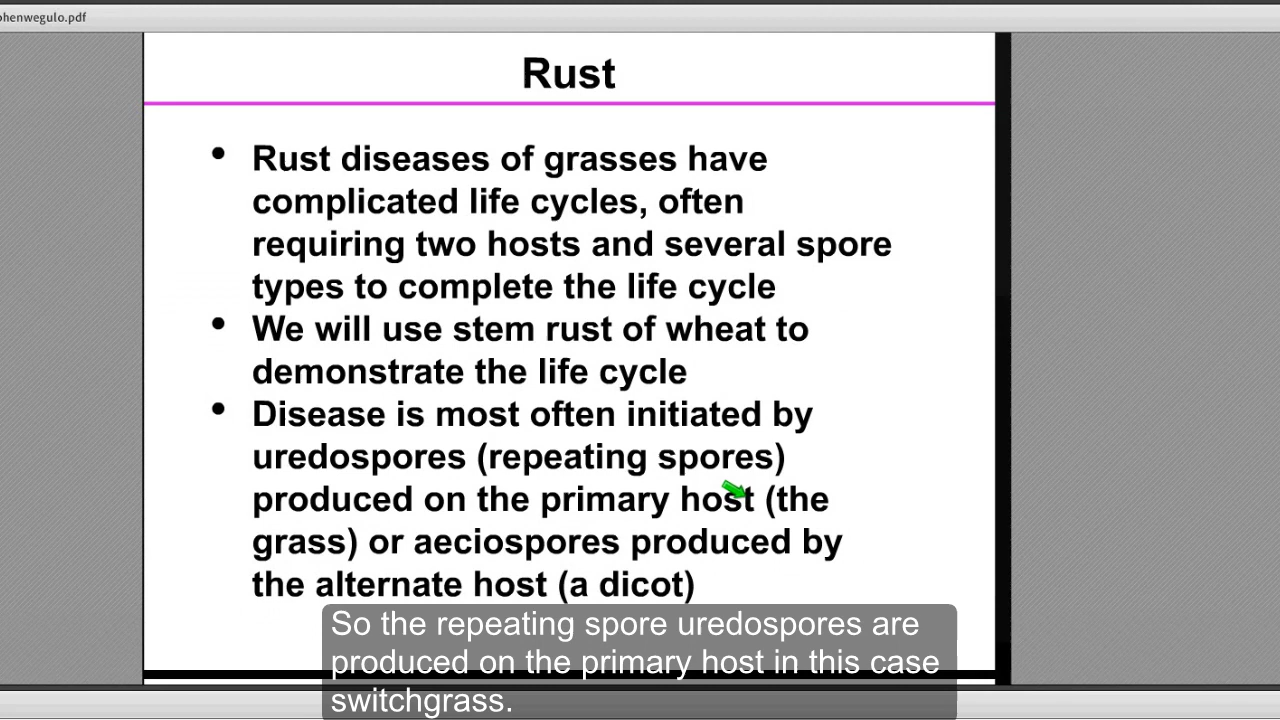 ohenwegulo.pdf
Rust
• Rust diseases of grasses have
complicated life cycles, often
requiring two hosts and several spore
types to complete the life cycle
• We will use stem rust of wheat to
demonstrate the life cycle
• Disease is most often initiated by
uredospores (repeating spores)
produced on the primary host (the
grass) or aeciospores produced by
the alternate host (a dicot)
So the repeating spore uredospores are
produced on the primary host in this case
switchgrass.